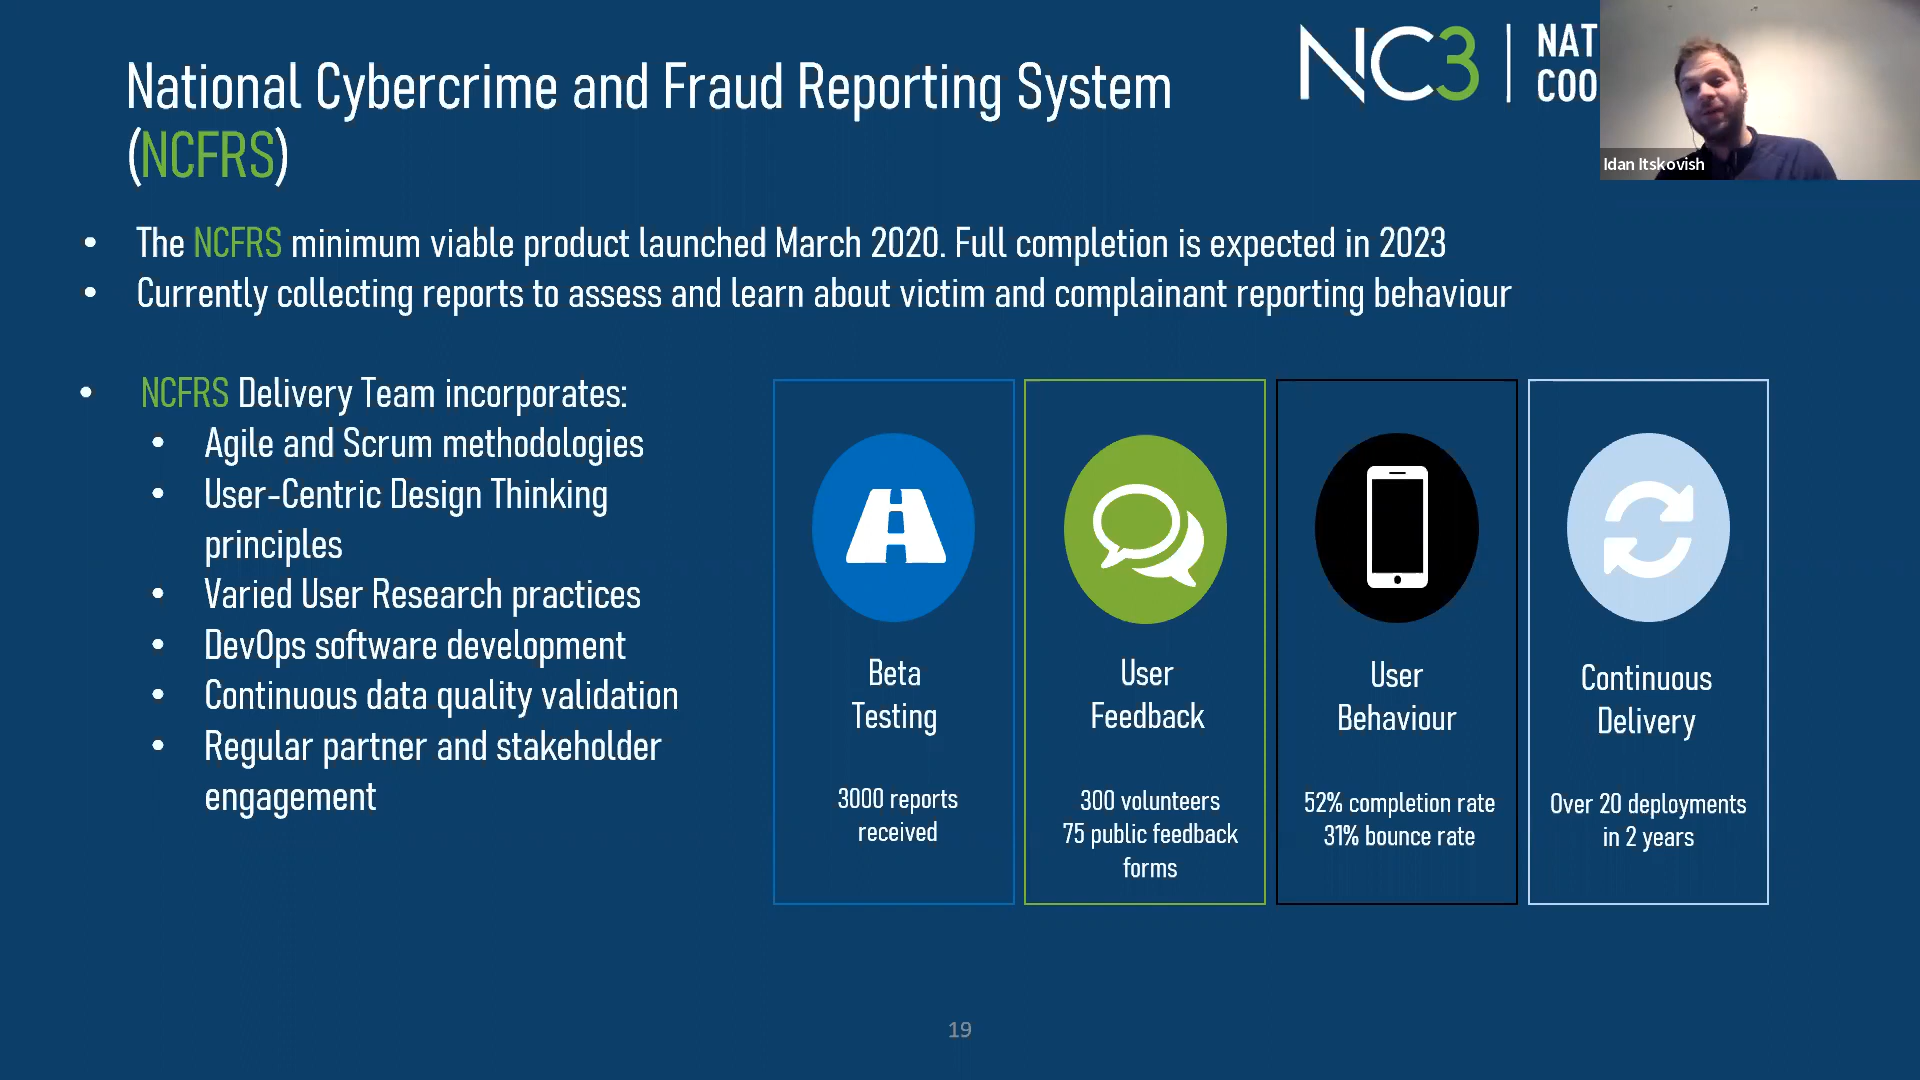 National Cybercrime and Fraud Reporting System
(NCFRS)
NC3
NAT
COO
Idan Itskovish
• The NCFRS minimum viable product launched March 2020. Full completion is expected in 2023
• Currently collecting reports to assess and learn about victim and complainant reporting behaviour
• NCFRS Delivery Team incorporates:
• Agile and Scrum methodologies
• User-Centric Design Thinking
principles
• Varied User Research practices
• DevOps software development
• Continuous data quality validation
• Regular partner and stakeholder
engagement
Beta
Testing
3000 reports
received
User
Feedback
300 volunteers
75 public feedback
forms
User
Behaviour
52% completion rate
31% bounce rate
Continuous
Delivery
Over 20 deployments
in 2 years
19